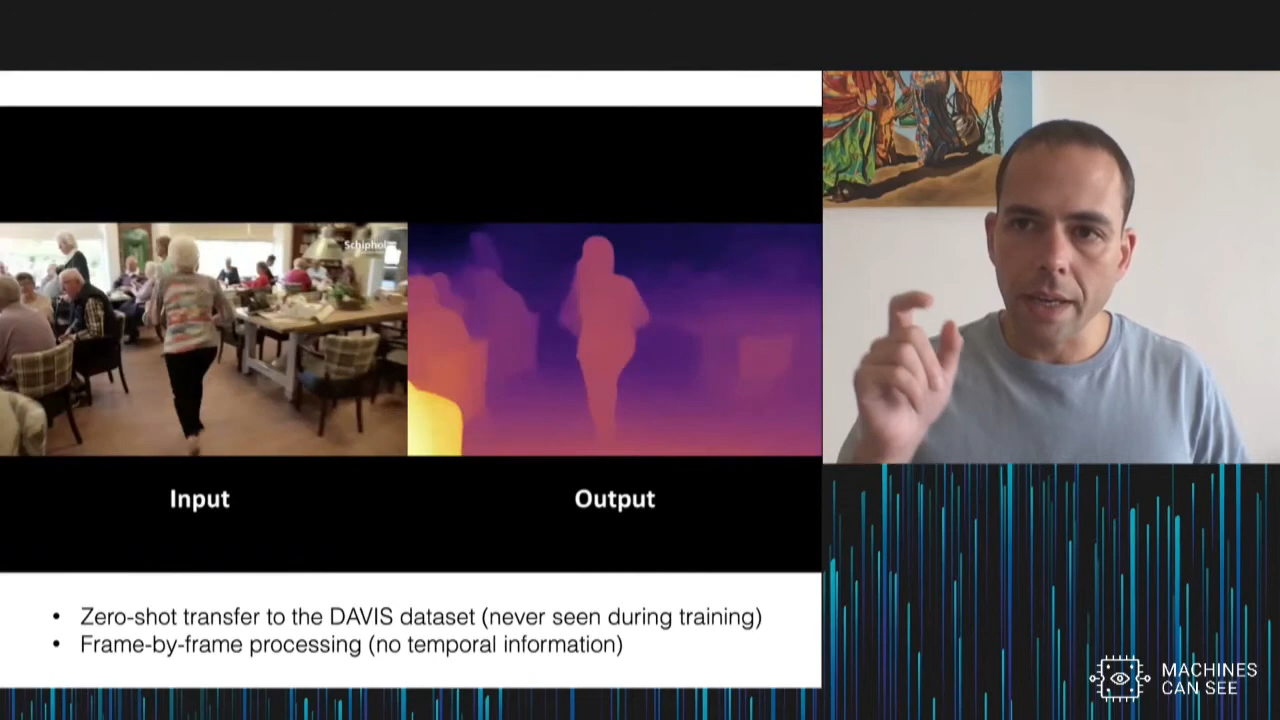 Schiphol
Input
Output
• Zero-shot transfer to the DAVIS dataset (never seen during training)
• Frame-by-frame processing (no temporal information)
MACHINES
CAN SEE